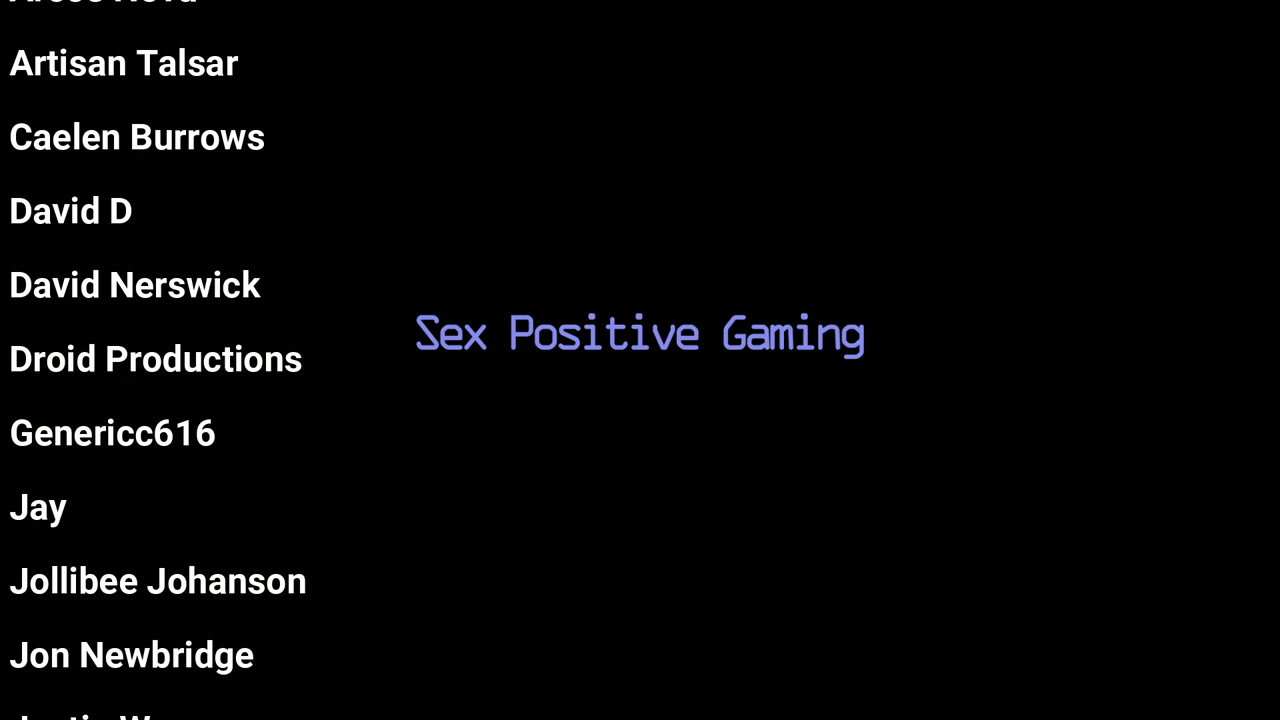 Artisan Talsar
Caelen Burrows
David D
David Nerswick
Droid Productions
Genericc616
Jay
Jollibee Johanson
Jon Newbridge
Sex Positive Gaming